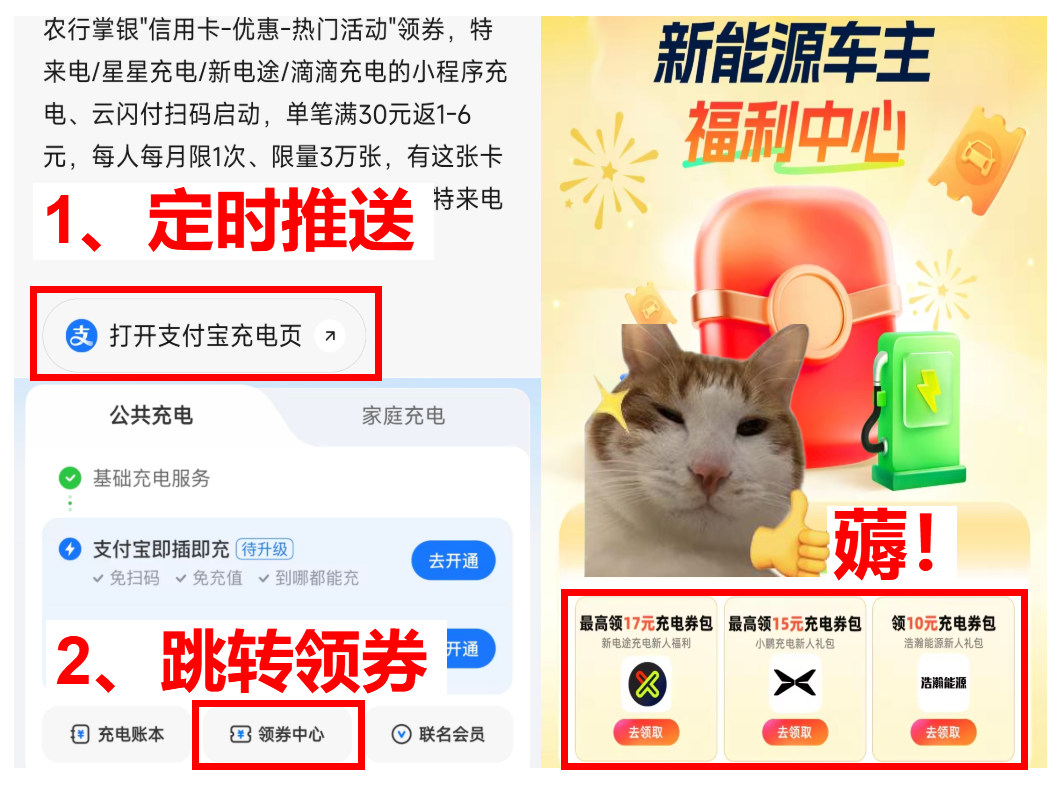 农行掌银"信用卡-优惠-热门活动"领券，特
来电/星星充电/新电途/滴滴充电的小程序充
电、云闪付扫码启动，单笔满30元返1-6
元，每人每月限1次、限量3万张，有这张卡
特来电
1、定时推送
支 打开支付宝充电页
公共充电 家庭充电
基础充电服务
支付宝即插即充 待升级
免扫码 免充值 到哪都能充
去开通
开通
2、跳转领券
充电账本 领券中心 联名会员
新能源车主
福利中心
薅！
最高领17元充电券包
新电途充电新人福利
去领取
最高领15元充电券包
小鹏充电新人礼包
去领取
领10元充电券包
浩瀚能源新人礼包
浩瀚能源
去领取